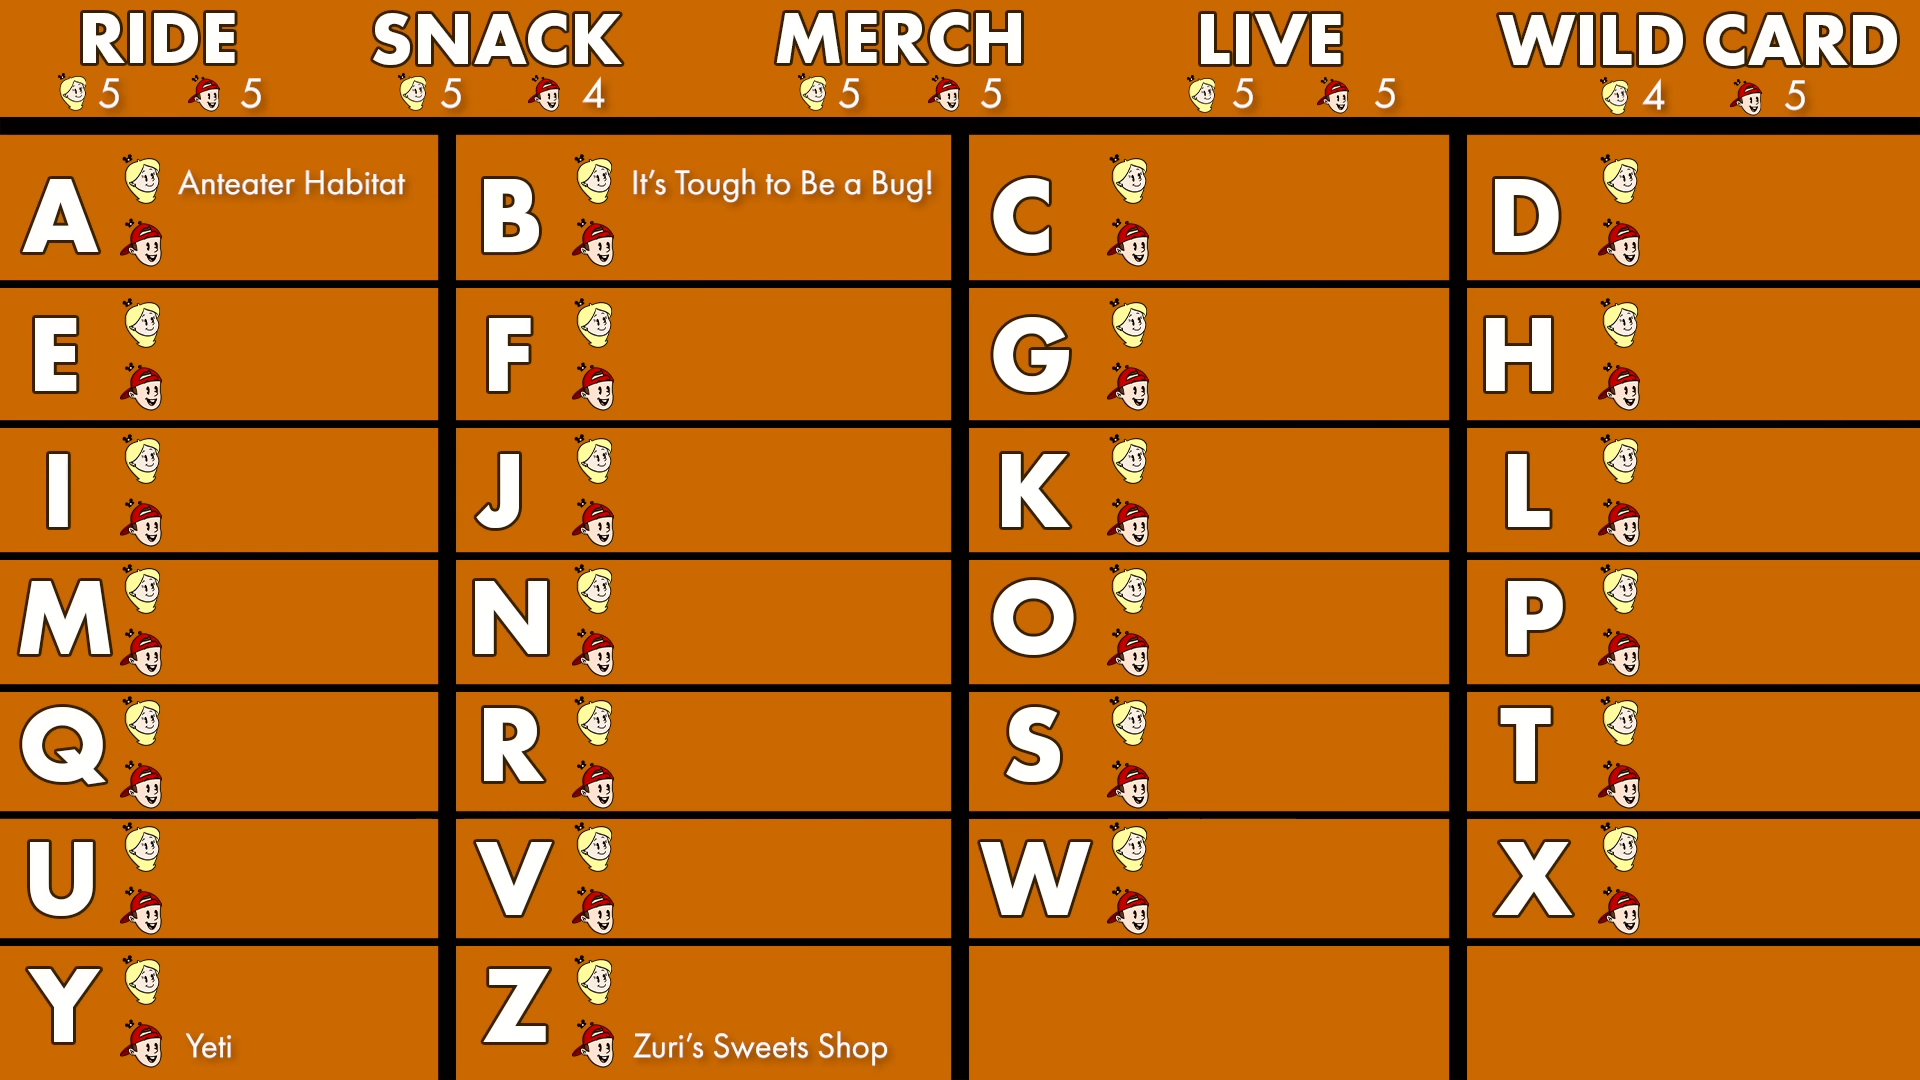 RIDE SNACK MERCH LIVE WILD CARD
5 5 5 4 5 5 5 5 4 5
A Anteater Habitat B It's Tough to Be a Bug! C D
E F G H
I J K L
M N O P
Q R S T
U V W X
Y Yeti Z Zuri's Sweets Shop